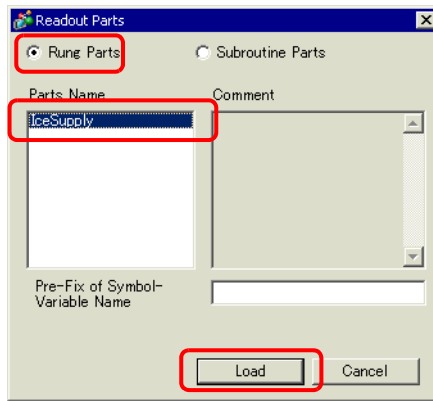 Readout Parts
Rung Parts
Subroutine Parts
Parts Name
Comment
IceSupply
Pre-Fix of Symbol-
Variable Name
Load
Cancel